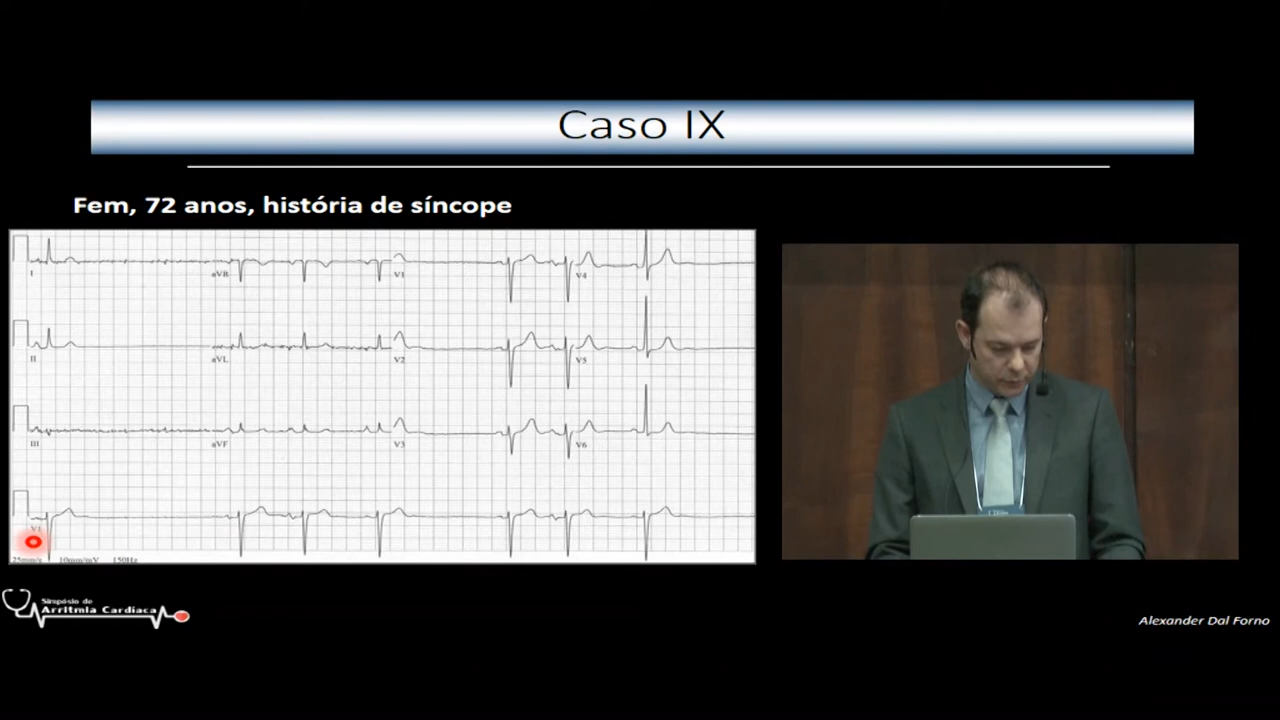 Caso IX
Fem, 72 anos, história de síncope
I
aVR
V1
V4
II
aVL
V2
V5
III
aVF
V3
V6
V1
25mm/s 10mm/mV 150Hz
Simpósio de
Arritmia Cardíaca
Alexander Dal Forno